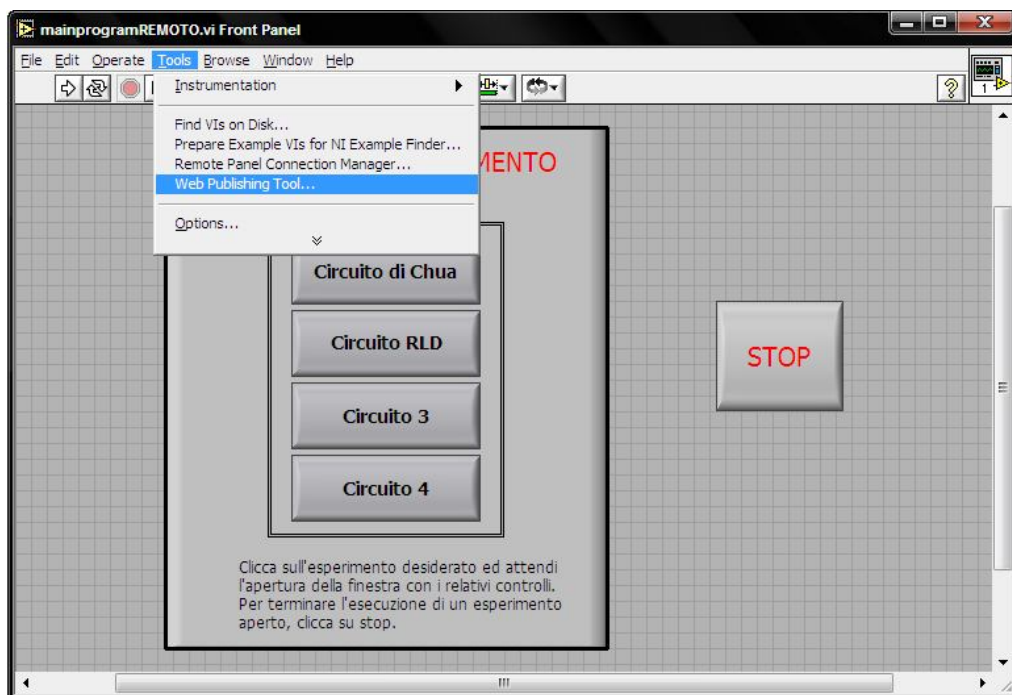 mainprogramREMOTO.vi Front Panel
File Edit Operate Tools Browse Window Help
Instrumentation
Find VIs on Disk...
Prepare Example VIs for NI Example Finder...
Remote Panel Connection Manager...
Web Publishing Tool...
Options...
Circuito di Chua
Circuito RLD
Circuito 3
Circuito 4
STOP
Clicca sull'esperimento desiderato ed attendi
l'apertura della finestra con i relativi controlli.
Per terminare l'esecuzione di un esperimento
aperto, clicca su stop.